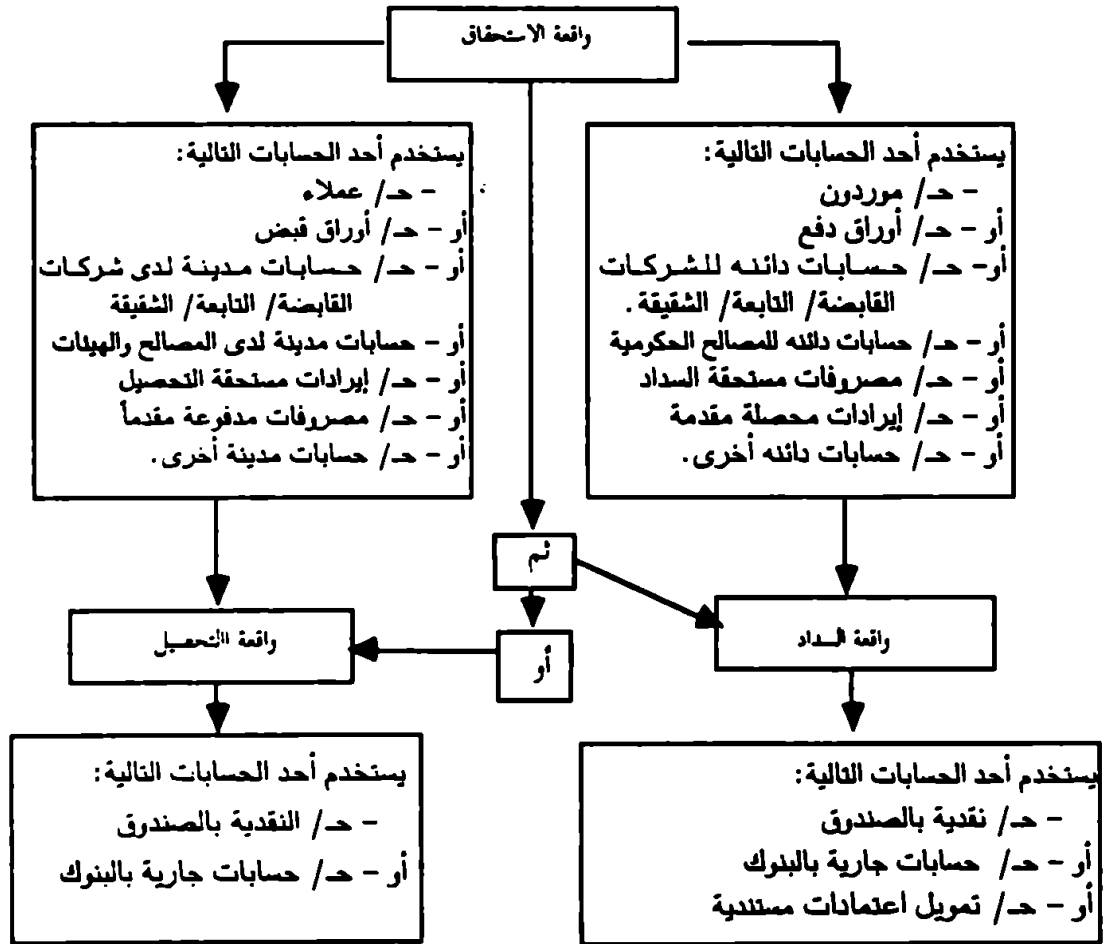 واقعة الاستحقاق
يستخدم أحد الحسابات التالية:
- حـ/ موردون
أو - حـ/ أوراق دفع
أو- حـ/ حسابات دائنه للشركات
القابضة/ التابعة/ الشقيقة.
أو - حـ/ حسابات دائنه للمصالح الحكومية
أو - حـ/ مصروفات مستحقة السداد
أو - حـ/ إيرادات محصلة مقدمة
أو - حـ/ حسابات دائنه أخرى.
يستخدم أحد الحسابات التالية:
- حـ/ عملاء
أو - حـ/ أوراق قبض
أو - حـ/ حسابات مدينة لدى شركات
القابضة/ التابعة/ الشقيقة
أو - حسابات مدينة لدى المصالح والهيئات
أو - حـ/ إيرادات مستحقة التحصيل
أو - حـ/ مصروفات مدفوعة مقدماً
أو - حـ/ حسابات مدينة أخرى.
ثم
أو
واقعة السداد
واقعة التحصيل
يستخدم أحد الحسابات التالية:
- حـ/ نقدية بالصندوق
أو - حـ/ حسابات جارية بالبنوك
أو - حـ/ تمويل اعتمادات مستندية
يستخدم أحد الحسابات التالية:
- حـ/ النقدية بالصندوق
أو - حـ/ حسابات جارية بالبنوك